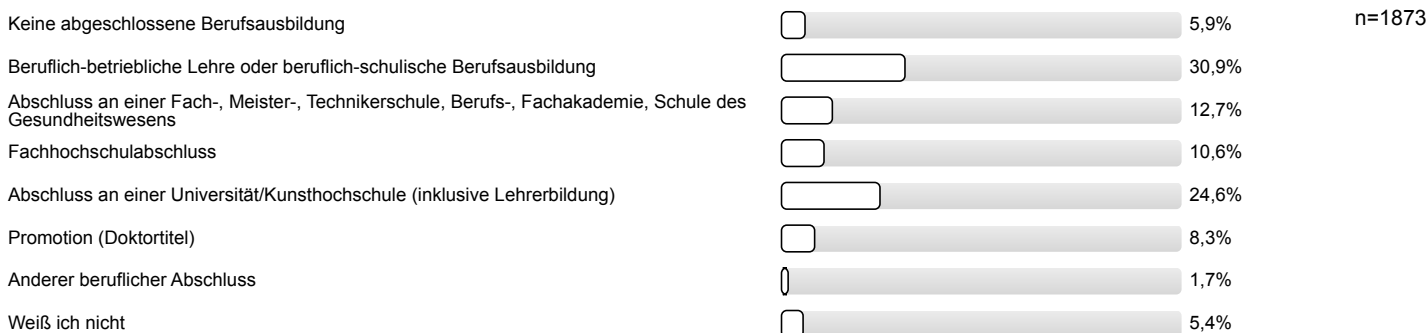 Keine abgeschlossene Berufsausbildung 5,9% n=1873
Beruflich-betriebliche Lehre oder beruflich-schulische Berufsausbildung 30,9%
Abschluss an einer Fach-, Meister-, Technikerschule, Berufs-, Fachakademie, Schule des
Gesundheitswesens 12,7%
Fachhochschulabschluss 10,6%
Abschluss an einer Universität/Kunsthochschule (inklusive Lehrerbildung) 24,6%
Promotion (Doktortitel) 8,3%
Anderer beruflicher Abschluss 1,7%
Weiß ich nicht 5,4%